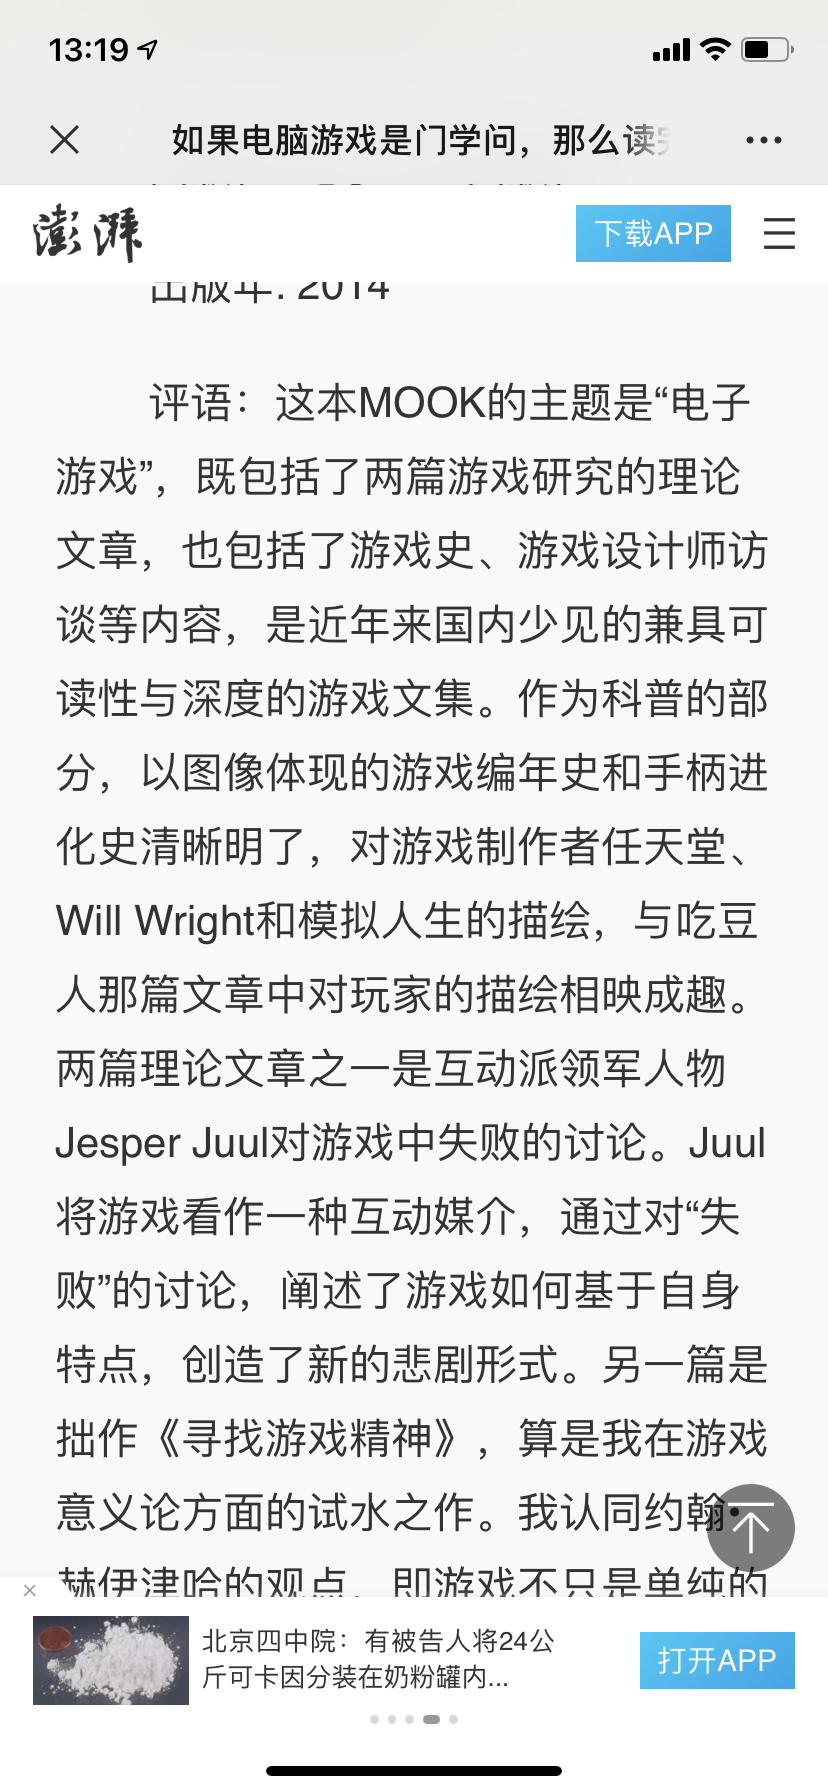 13:19
如果电脑游戏是门学问，那么读完
澎湃
下载APP
出版年: 2014
评语：这本MOOK的主题是“电子
游戏”，既包括了两篇游戏研究的理论
文章，也包括了游戏史、游戏设计师访
谈等内容，是近年来国内少见的兼具可
读性与深度的游戏文集。作为科普的部
分，以图像体现的游戏编年史和手柄进
化史清晰明了，对游戏制作者任天堂、
Will Wright和模拟人生的描绘，与吃豆
人那篇文章中对玩家的描绘相映成趣。
两篇理论文章之一是互动派领军人物
Jesper Juul对游戏中失败的讨论。Juul
将游戏看作一种互动媒介，通过对“失
败”的讨论，阐述了游戏如何基于自身
特点，创造了新的悲剧形式。另一篇是
拙作《寻找游戏精神》，算是我在游戏
意义论方面的试水之作。我认同约翰·
赫伊津哈的观点，即游戏不只是单纯的
北京四中院：有被告人将24公
斤可卡因分装在奶粉罐内...
打开APP